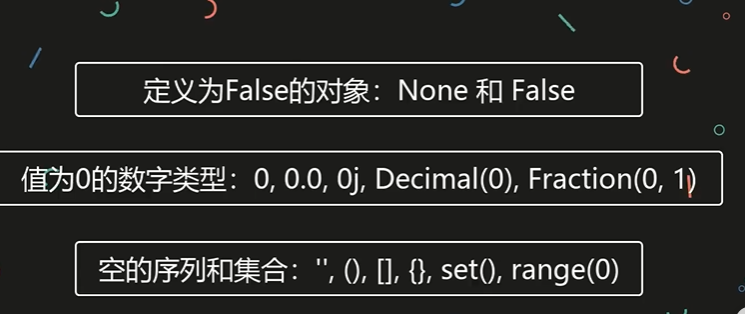 定义为False的对象：None 和 False
值为0的数字类型：0, 0.0, 0j, Decimal(0), Fraction(0, 1)
空的序列和集合：'', (), [], {}, set(), range(0)